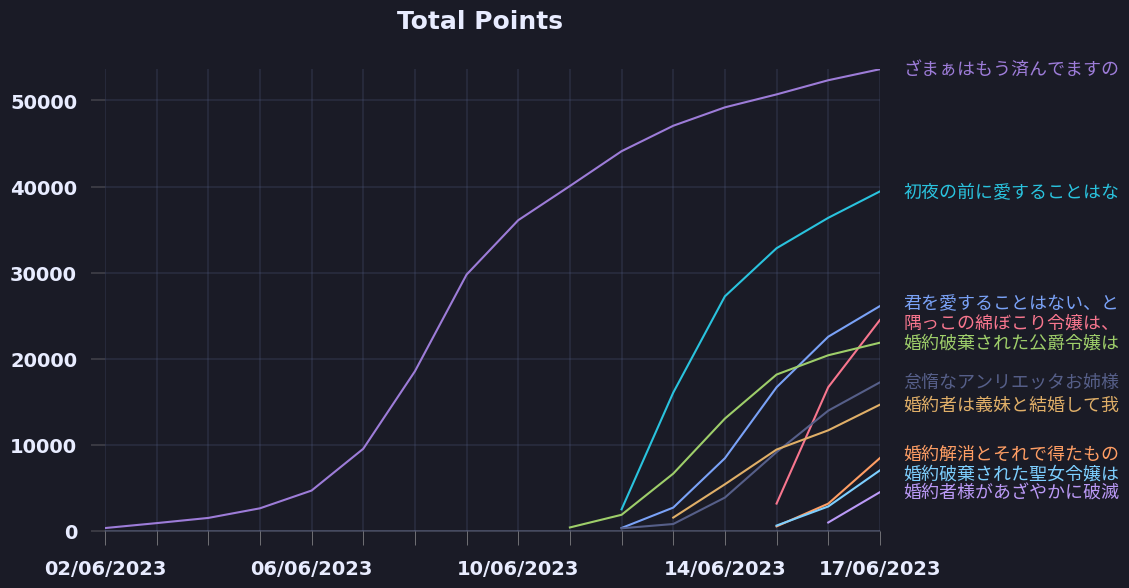 Total Points
50000
40000
30000
20000
10000
0
02/06/2023 06/06/2023 10/06/2023 14/06/2023 17/06/2023
ざまぁはもう済んでますの
初夜の前に愛することはな
君を愛することはない、と
隅っこの綿ぼこり令嬢は、
婚約破棄された公爵令嬢は
怠惰なアンリエッタお姉様
婚約者は義妹と結婚して我
婚約解消とそれで得たもの
婚約破棄された聖女令嬢は
婚約者様があざやかに破滅